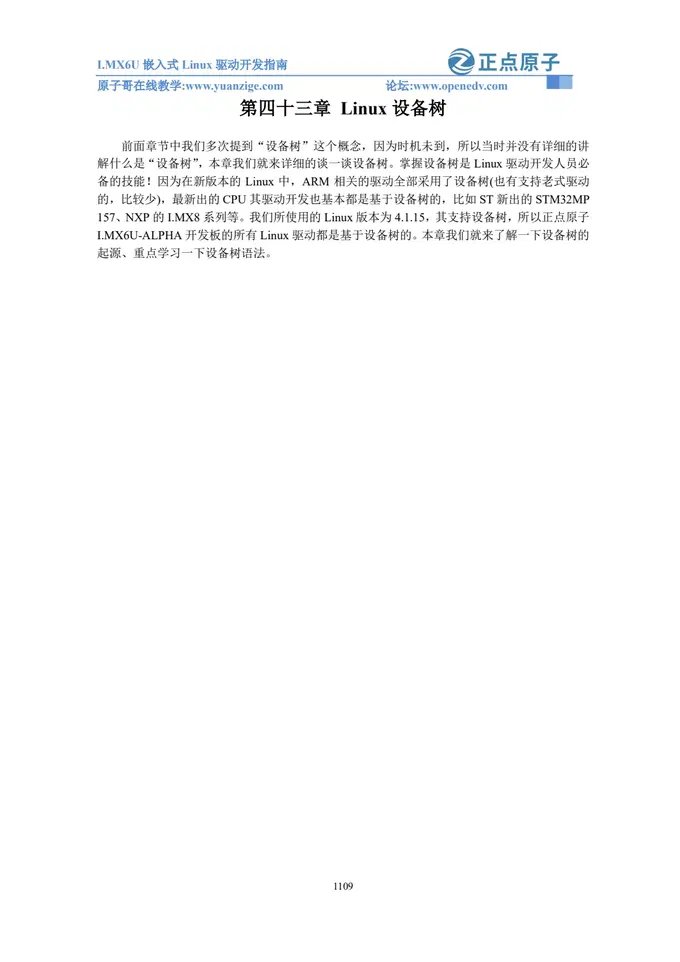 I.MX6U 嵌入式 Linux 驱动开发指南
正点原子
原子哥在线教学:www.yuanzige.com 论坛:www.openedv.com
第四十三章 Linux 设备树
前面章节中我们多次提到“设备树”这个概念，因为时机未到，所以当时并没有详细的讲
解什么是“设备树”，本章我们就来详细的谈一谈设备树。掌握设备树是 Linux 驱动开发人员必
备的技能！因为在新版本的 Linux 中，ARM 相关的驱动全部采用了设备树(也有支持老式驱动
的，比较少)，最新出的 CPU 其驱动开发也基本都是基于设备树的，比如 ST 新出的 STM32MP
157、NXP 的 I.MX8 系列等。我们所使用的 Linux 版本为 4.1.15，其支持设备树，所以正点原子
I.MX6U-ALPHA 开发板的所有 Linux 驱动都是基于设备树的。本章我们就来了解一下设备树的
起源、重点学习一下设备树语法。
1109